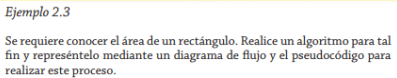 Ejemplo 2.3
Se requiere conocer el área de un rectángulo. Realice un algoritmo para tal
fin y represéntelo mediante un diagrama de flujo y el pseudocódigo para
realizar este proceso.